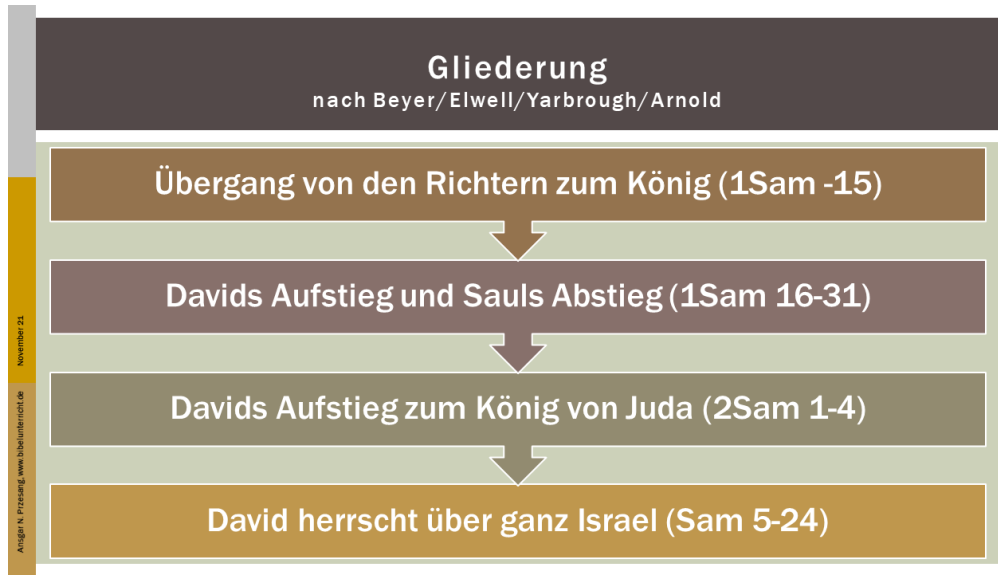 Gliederung
nach Beyer/Elwell/Yarbrough/Arnold
Übergang von den Richtern zum König (1Sam -15)
Davids Aufstieg und Sauls Abstieg (1Sam 16-31)
Davids Aufstieg zum König von Juda (2Sam 1-4)
David herrscht über ganz Israel (Sam 5-24)
November 21
Ansgar N. Przesang, www.bibelunterricht.de